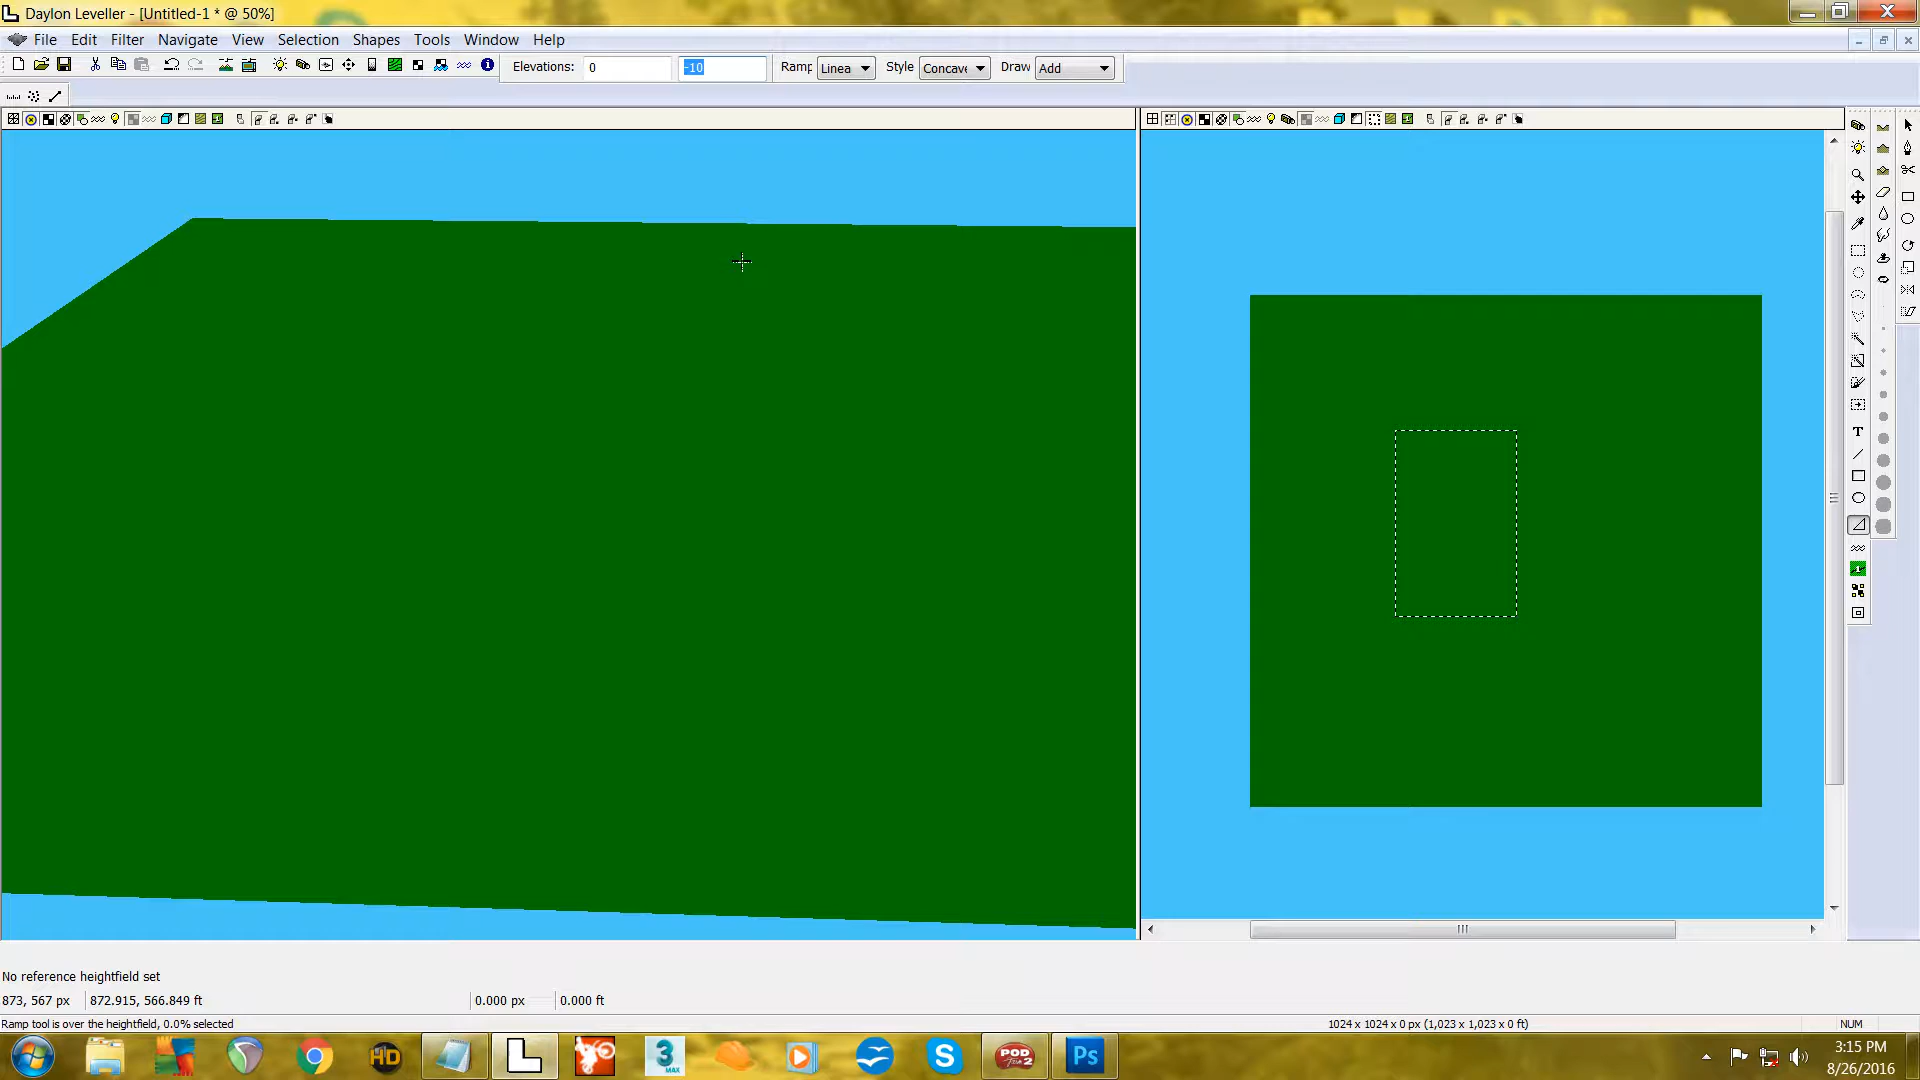 Daylon Leveller - [Untitled-1 * @ 50%]
File Edit Filter Navigate View Selection Shapes Tools Window Help
Elevations: 0 -10 Ramp Linea Style Concave Draw Add
T
No reference heightfield set
873, 567 px 872.915, 566.849 ft 0.000 px 0.000 ft
Ramp tool is over the heightfield, 0.0% selected 1024 x 1024 x 0 px (1,023 x 1,023 x 0 ft) NUM
HD L 3 MAX S POD 2 Ps
3:15 PM
8/26/2016